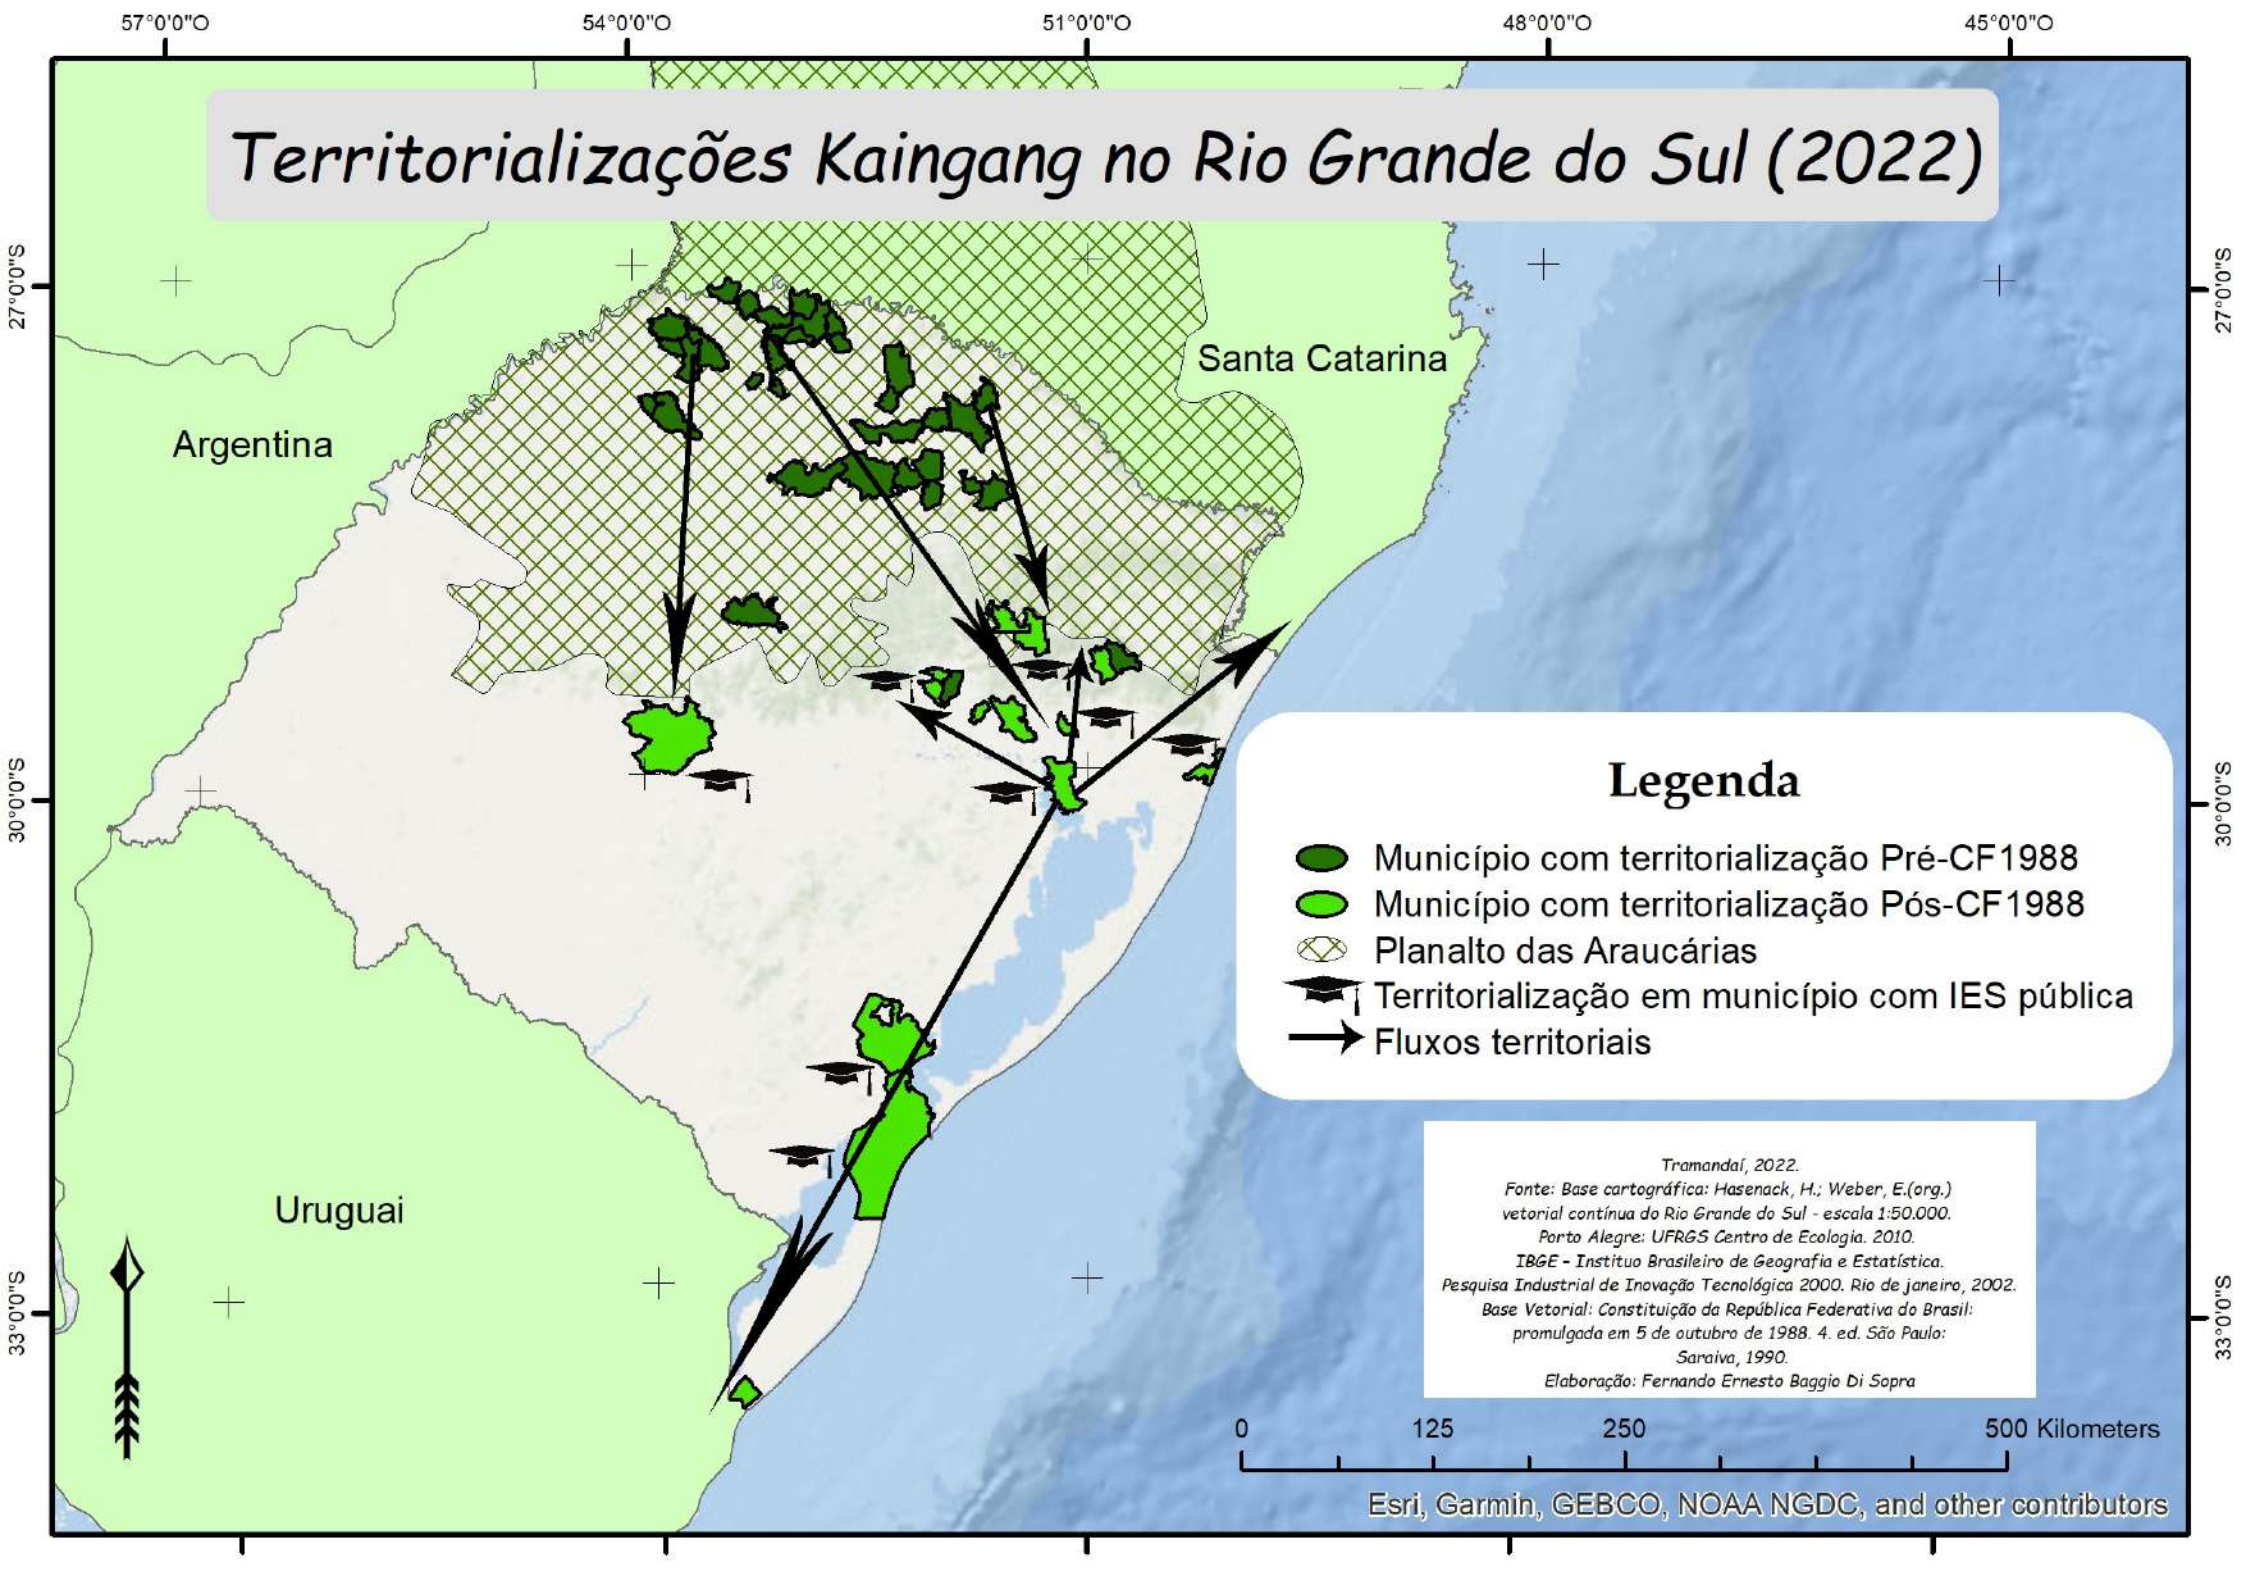 57°0'0"O 54°0'0"O 51°0'0"O 48°0'0"O 45°0'0"O
Territorializações Kaingang no Rio Grande do Sul (2022)
27°0'0"S
27°0'0"S
Santa Catarina
Argentina
30°0'0"S
30°0'0"S
Legenda
Município com territorialização Pré-CF1988
Município com territorialização Pós-CF1988
Planalto das Araucárias
Territorialização em município com IES pública
Fluxos territoriais
Uruguai
Tramandaí, 2022.
Fonte: Base cartográfica: Hasenack, H.; Weber, E.(org.)
vetorial contínua do Rio Grande do Sul - escala 1:50.000.
Porto Alegre: UFRGS Centro de Ecologia. 2010.
IBGE - Instituo Brasileiro de Geografia e Estatística.
Pesquisa Industrial de Inovação Tecnológica 2000. Rio de janeiro, 2002.
Base Vetorial: Constituição da República Federativa do Brasil:
promulgada em 5 de outubro de 1988. 4. ed. São Paulo:
Saraiva, 1990.
Elaboração: Fernando Ernesto Baggio Di Sopra
33°0'0"S
33°0'0"S
0 125 250 500 Kilometers
Esri, Garmin, GEBCO, NOAA NGDC, and other contributors